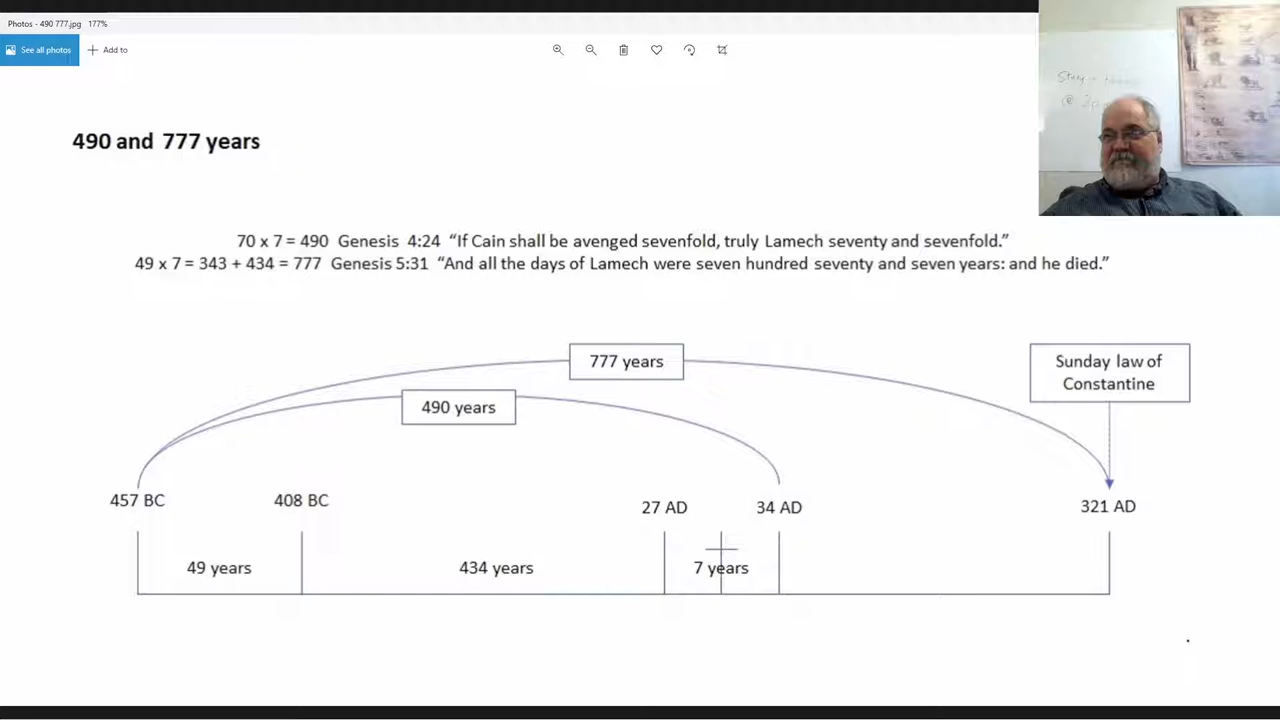 Photos - 490 777.jpg 177%
See all photos
Add to
490 and 777 years
70 x 7 = 490 Genesis 4:24 “If Cain shall be avenged sevenfold, truly Lamech seventy and sevenfold.”
49 x 7 = 343 + 434 = 777 Genesis 5:31 “And all the days of Lamech were seven hundred seventy and seven years: and he died.”
777 years
Sunday law of
Constantine
490 years
457 BC
408 BC
27 AD
34 AD
321 AD
49 years
434 years
7 years